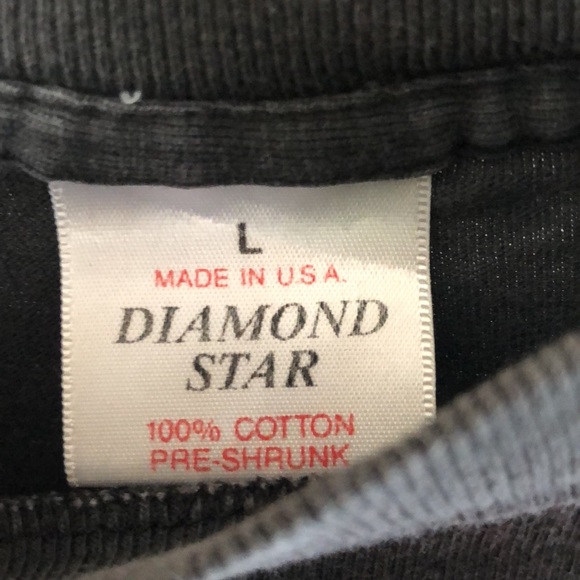 L
MADE IN U.S.A.
DIAMOND
STAR
100% COTTON
PRE-SHRUNK